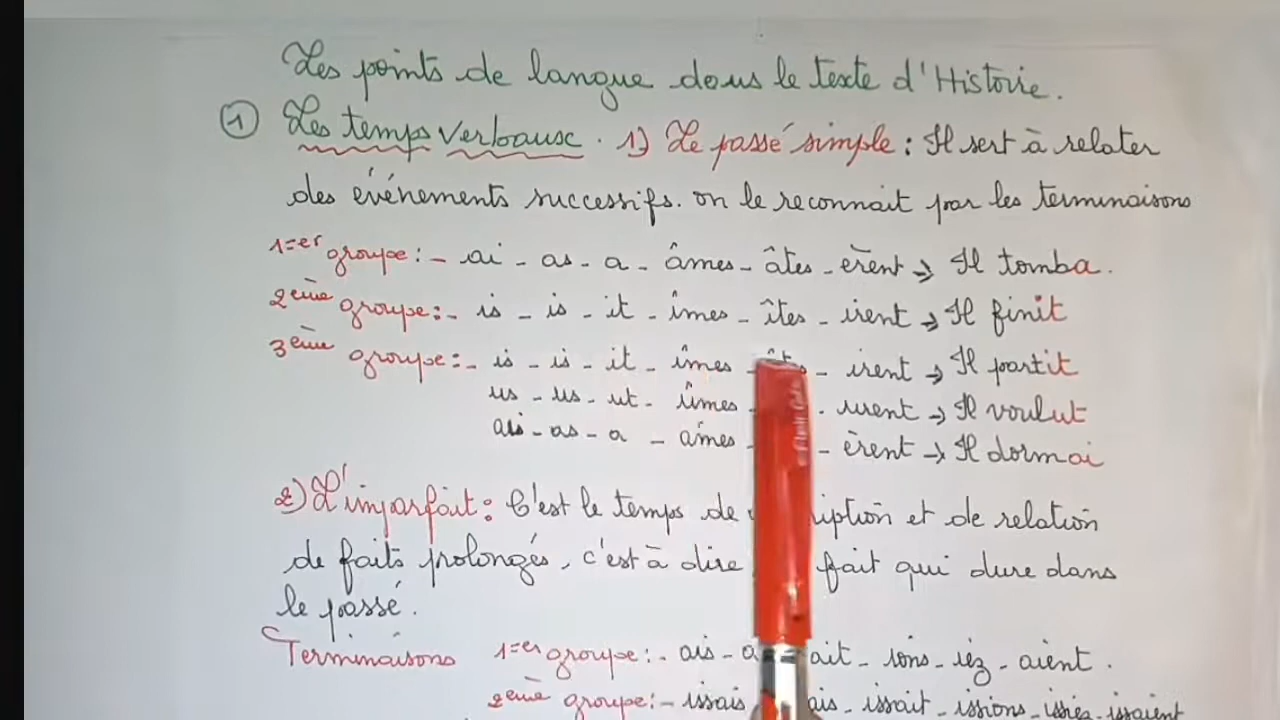 Les points de langue dans le texte d'Histoire.
① Les temps verbaux. 1) Le passé simple : Il sert à relater
des événements successifs. on le reconnait par les terminaisons
1=er groupe : - ai - as - a - âmes - âtes - èrent → Il tomba.
2ème groupe : - is - is - it - îmes - îtes - irent → Il finit
3ème groupe : - is - is - it - îmes - - irent → Il partit
us - us - ut - ûmes - urent → Il voulut
ais - as - a - âmes - èrent → Il dormai
2) L'imparfait : C'est le temps de et de relation
de faits prolongés, c'est à dire fait qui dure dans
le passé.
Terminaisons 1=er groupe : - ais - ait - ions - iez - aient.
2ème groupe : - issais - issait - issions - issiez - issaient